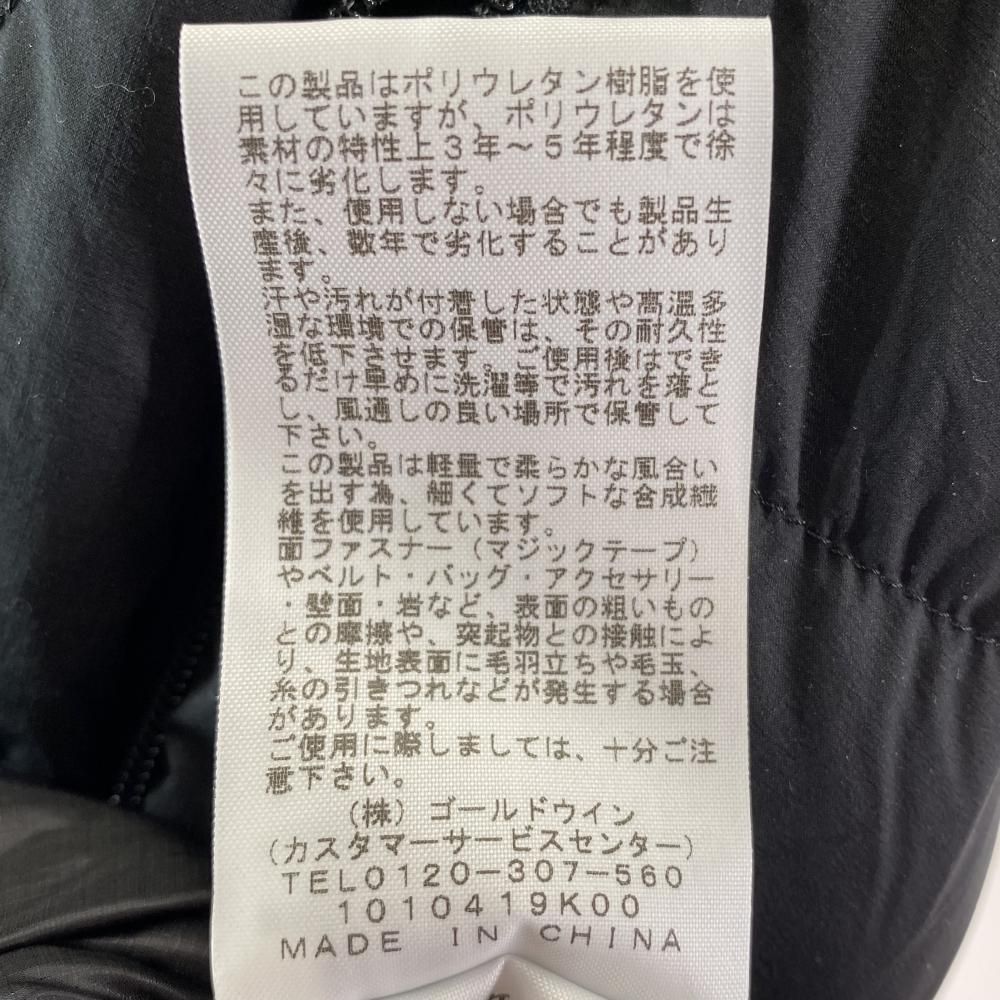 この製品はポリウレタン樹脂を使
用していますが、ポリウレタンは
素材の特性上3年～5年程度で徐
々に劣化します。
また、使用しない場合でも製品生
産後、数年で劣化することがあり
ます。
汗や汚れが付着した状態や高温多
湿な環境での保管は、その耐久性
を低下させます。ご使用後はでき
るだけ早めに洗濯等で汚れを落と
し、風通しの良い場所で保管して
下さい。
この製品は軽量で柔らかな風合い
を出す為、細くてソフトな合成繊
維を使用しています。
面ファスナー（マジックテープ）
やベルト・バッグ・アクセサリー
・壁面・岩など、表面の粗いもの
との摩擦や、突起物との接触によ
り、生地表面に毛羽立ちや毛玉、
糸の引きつれなどが発生する場合
があります。
ご使用に際しましては、十分ご注
意下さい。
（株）ゴールドウイン
（カスタマーサービスセンター）
TEL0120－307－560
1010419K00
MADE IN CHINA